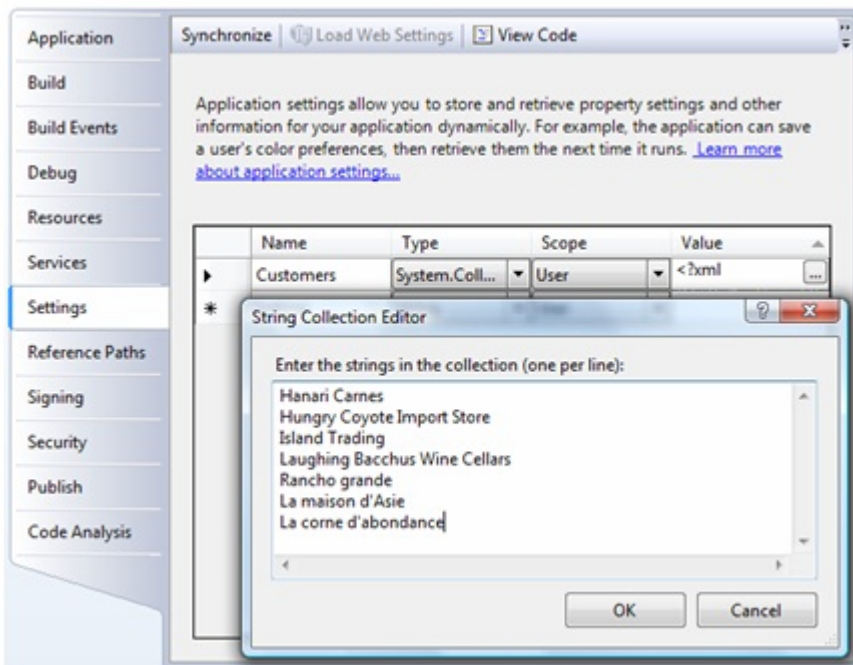 Application
Build
Build Events
Debug
Resources
Services
Settings
Reference Paths
Signing
Security
Publish
Code Analysis
Synchronize Load Web Settings View Code
Application settings allow you to store and retrieve property settings and other
information for your application dynamically. For example, the application can save
a user's color preferences, then retrieve them the next time it runs. Learn more
about application settings...
Name Type Scope Value
Customers System.Coll... User <?xml ...
*
String Collection Editor ?
Enter the strings in the collection (one per line):
Hanari Carnes
Hungry Coyote Import Store
Island Trading
Laughing Bacchus Wine Cellars
Rancho grande
La maison d'Asie
La corne d'abondance
OK Cancel